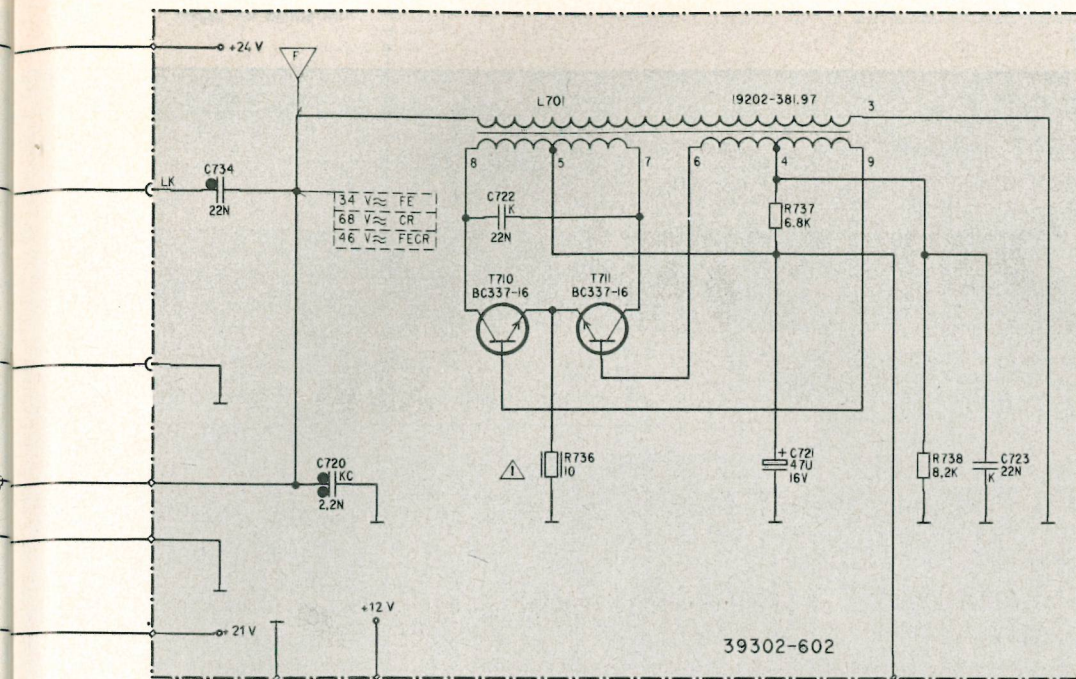 +24 V
F
L701
19202-381.97
3
8
5
7
6
4
9
LK
C734
22N
34 V≈ FE
68 V≈ CR
46 V≈ FECR
C722
K
22N
R737
6.8K
T710
BC337-16
T711
BC337-16
C720
KC
2,2N
!
R736
10
+ C721
47U
16V
R738
8,2K
C723
22N
K
+12 V
+21 V
39302-602